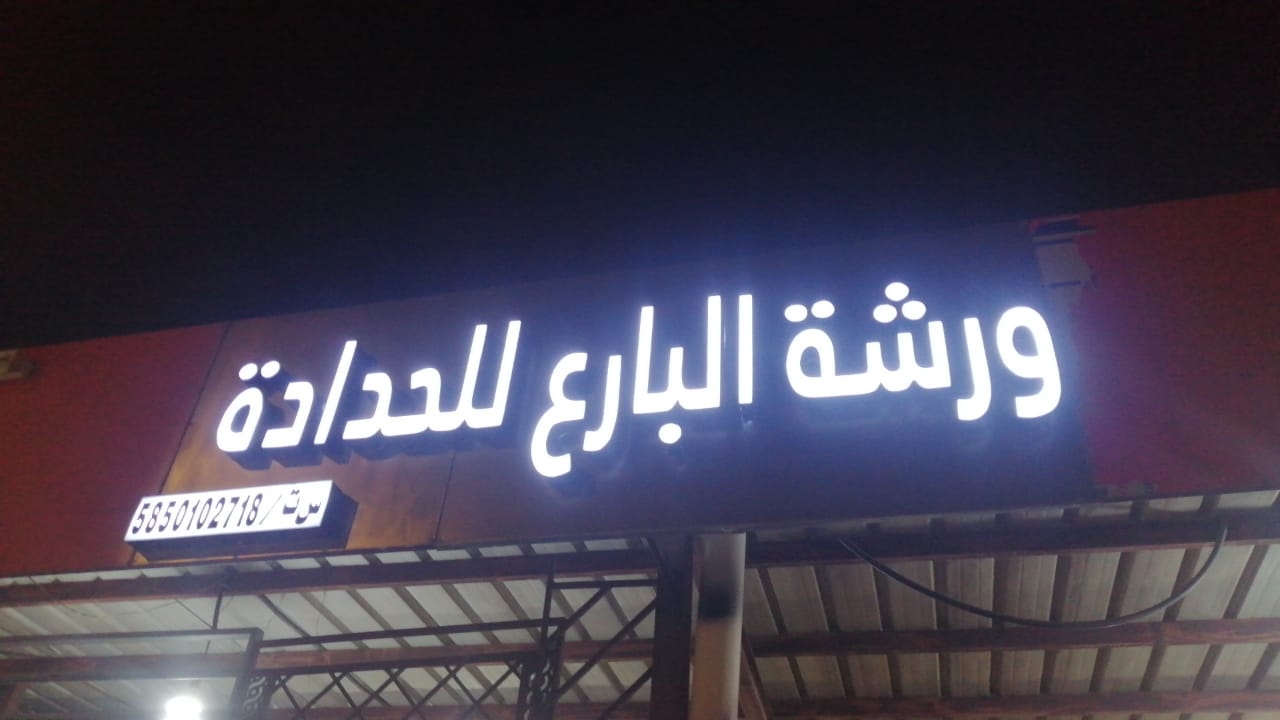 ورشة البارع للحدادة
س ت / 5850102718